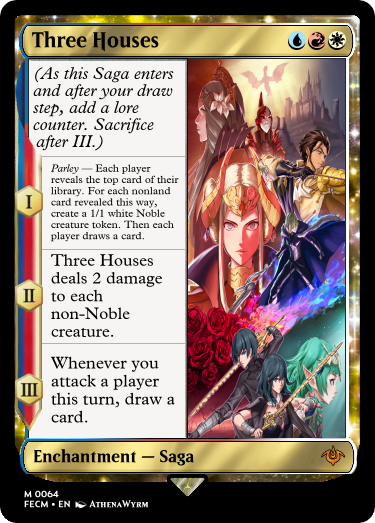 Three Houses
(As this Saga enters
and after your draw
step, add a lore
counter. Sacrifice
after III.)
I
Parley — Each player
reveals the top card of their
library. For each nonland
card revealed this way,
create a 1/1 white Noble
creature token. Then each
player draws a card.
II
Three Houses
deals 2 damage
to each
non-Noble
creature.
III
Whenever you
attack a player
this turn, draw a
card.
Enchantment — Saga
M 0064
FECM • EN AthenaWyrm